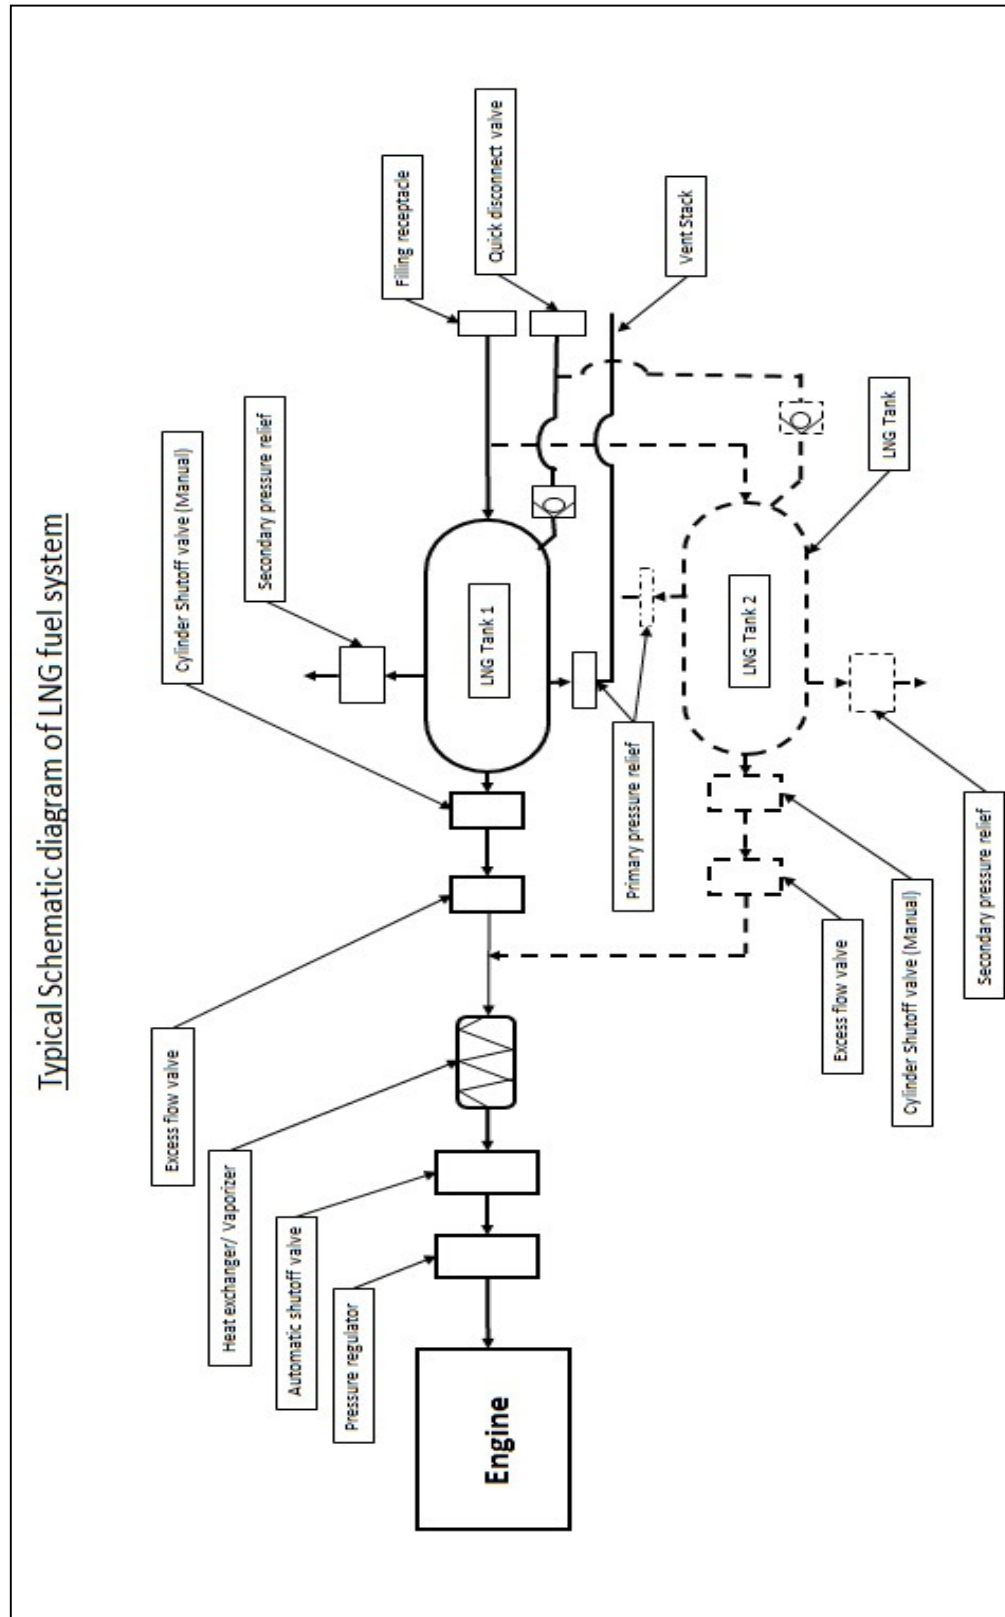 Typical Schematic diagram of LNG fuel system
Cylinder Shutoff valve (Manual)
Secondary pressure relief
Filling receptacle
Quick disconnect valve
Vent Stack
Excess flow valve
Heat exchanger/ Vaporizer
Automatic shutoff valve
Pressure regulator
Engine
LNG Tank 1
Primary pressure relief
LNG Tank 2
LNG Tank
Excess flow valve
Cylinder Shutoff valve (Manual)
Secondary pressure relief